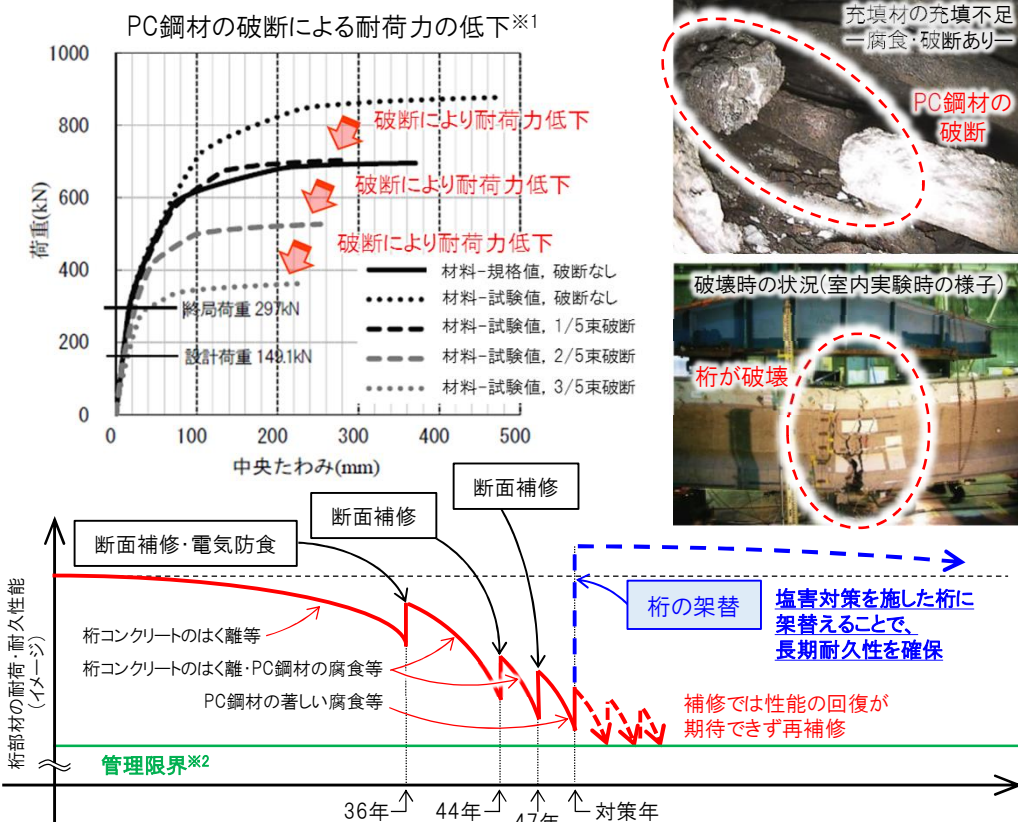 PC鋼材の破断による耐荷力の低下※1
1000
800
600
400
200
0
荷重(kN)
0
100
200
300
400
500
中央たわみ(mm)
破断により耐荷力低下
破断により耐荷力低下
破断により耐荷力低下
終局荷重 297kN
設計荷重 149.1kN
材料-規格値, 破断なし
材料-試験値, 破断なし
材料-試験値, 1/5束破断
材料-試験値, 2/5束破断
材料-試験値, 3/5束破断
充填材の充填不足
ー腐食・破断ありー
PC鋼材の
破断
破壊時の状況(室内実験時の様子)
桁が破壊
桁部材の耐荷・耐久性能
(イメージ)
断面補修・電気防食
断面補修
断面補修
桁の架替
塩害対策を施した桁に
架替えることで、
長期耐久性を確保
桁コンクリートのはく離等
桁コンクリートのはく離・PC鋼材の腐食等
PC鋼材の著しい腐食等
補修では性能の回復が
期待できず再補修
管理限界※2
36年
44年
47年
対策年